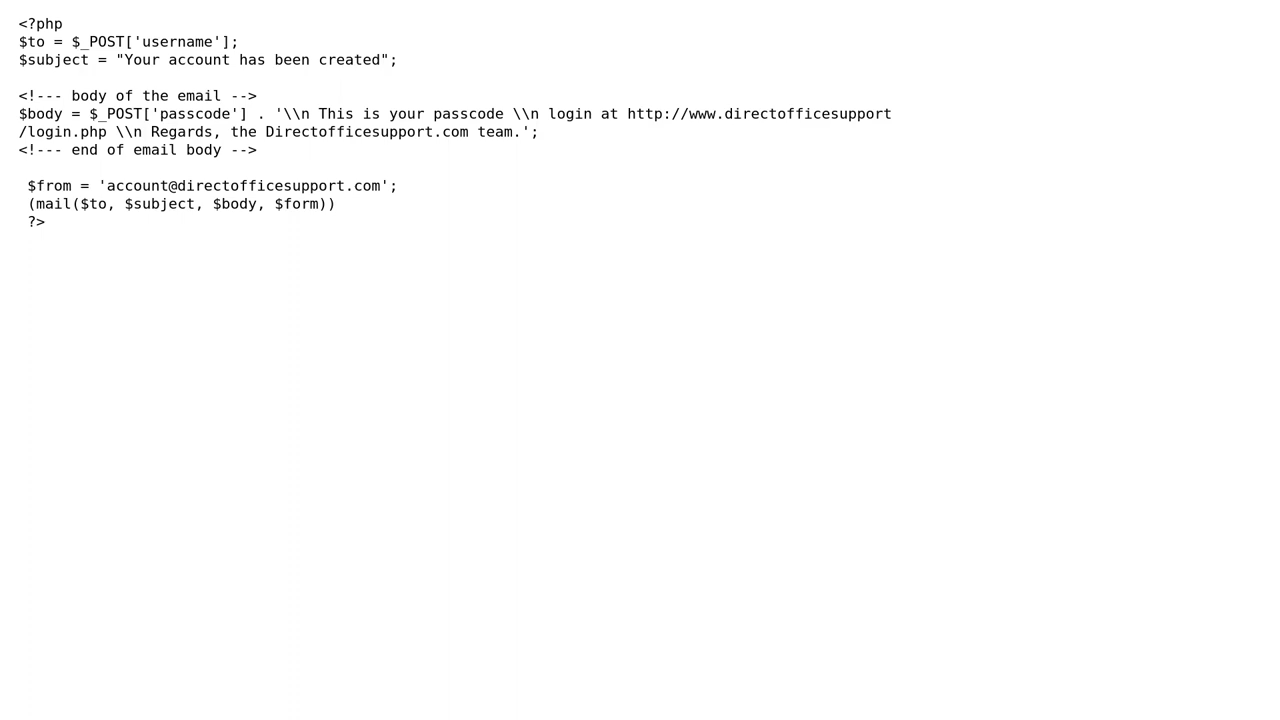 <?php
$to = $_POST['username'];
$subject = "Your account has been created";
<!--- body of the email -->
$body = $_POST['passcode'] . '\\n This is your passcode \\n login at http://www.directofficesupport
/login.php \\n Regards, the Directofficesupport.com team.';
<!--- end of email body -->
$from = 'account@directofficesupport.com';
(mail($to, $subject, $body, $form))
?>